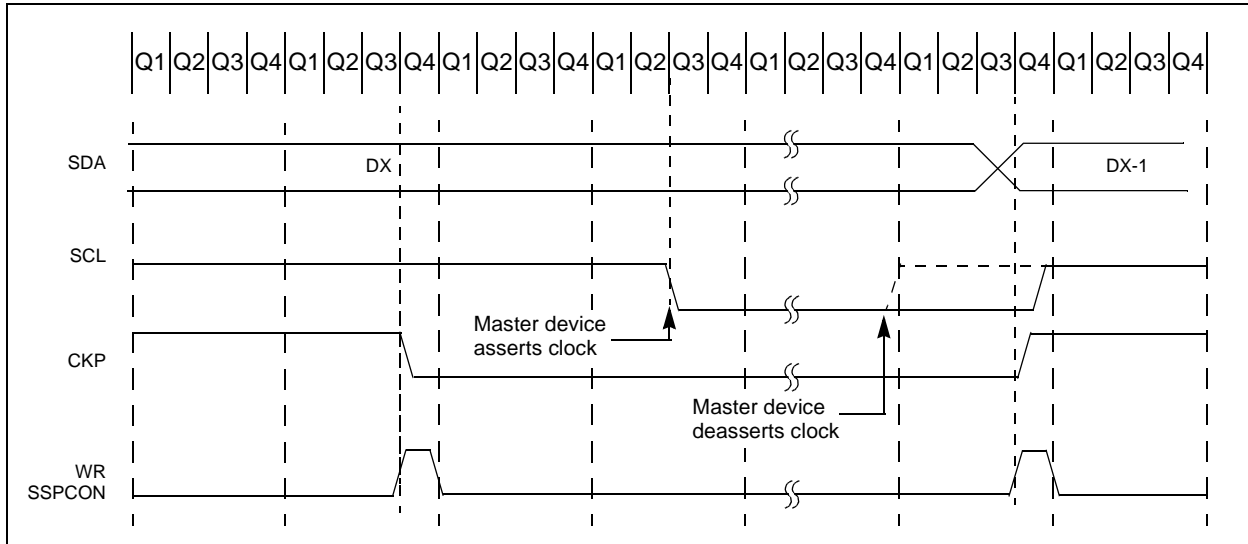 Q1 Q2 Q3 Q4 Q1 Q2 Q3 Q4 Q1 Q2 Q3 Q4 Q1 Q2 Q3 Q4 Q1 Q2 Q3 Q4 Q1 Q2 Q3 Q4 Q1 Q2 Q3 Q4
SDA
DX
DX-1
SCL
Master device
asserts clock
CKP
Master device
deasserts clock
WR
SSPCON